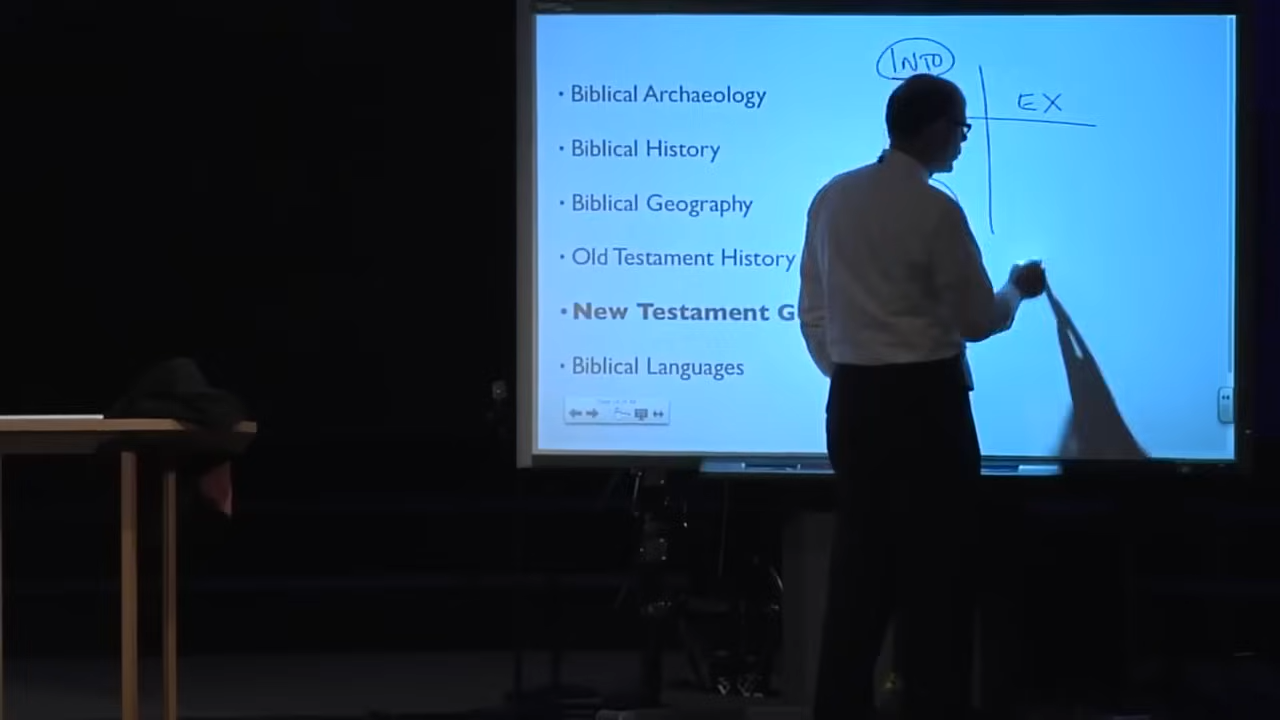 INTO
EX
• Biblical Archaeology
• Biblical History
• Biblical Geography
• Old Testament History
• New Testament G
• Biblical Languages